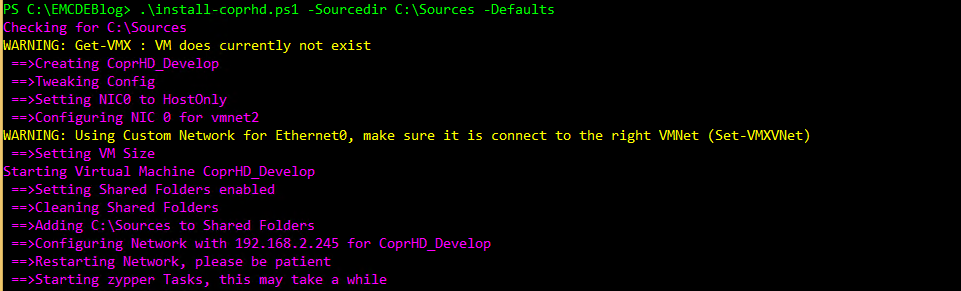 PS C:\EMCDEBlog> .\install-coprhd.ps1 -Sourcedir C:\Sources -Defaults
Checking for C:\Sources
WARNING: Get-VMX : VM does currently not exist
==>Creating CoprHD_Develop
==>Tweaking Config
==>Setting NIC0 to HostOnly
==>Configuring NIC 0 for vmnet2
WARNING: Using Custom Network for Ethernet0, make sure it is connect to the right VMNet (Set-VMXVNet)
==>Setting VM Size
Starting Virtual Machine CoprHD_Develop
==>Setting Shared Folders enabled
==>Cleaning Shared Folders
==>Adding C:\Sources to Shared Folders
==>Configuring Network with 192.168.2.245 for CoprHD_Develop
==>Restarting Network, please be patient
==>Starting zypper Tasks, this may take a while